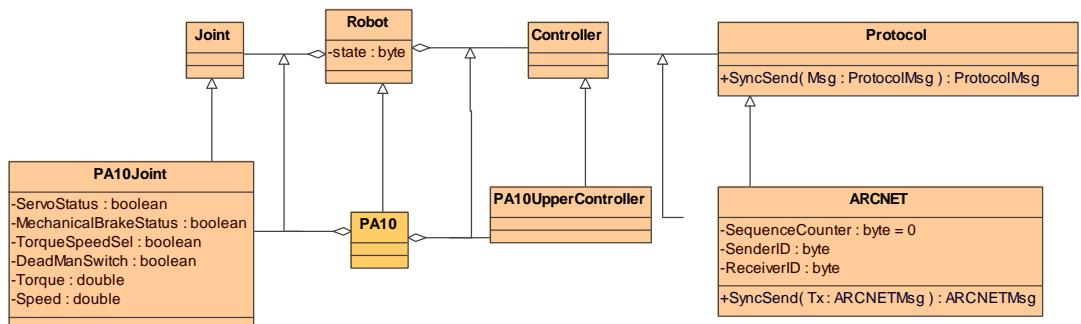 Joint
Robot
-state : byte
Controller
Protocol
+SyncSend( Msg : ProtocolMsg ) : ProtocolMsg
PA10Joint
-ServoStatus : boolean
-MechanicalBrakeStatus : boolean
-TorqueSpeedSel : boolean
-DeadManSwitch : boolean
-Torque : double
-Speed : double
PA10
PA10UpperController
ARCNET
-SequenceCounter : byte = 0
-SenderID : byte
-ReceiverID : byte
+SyncSend( Tx : ARCNETMsg ) : ARCNETMsg